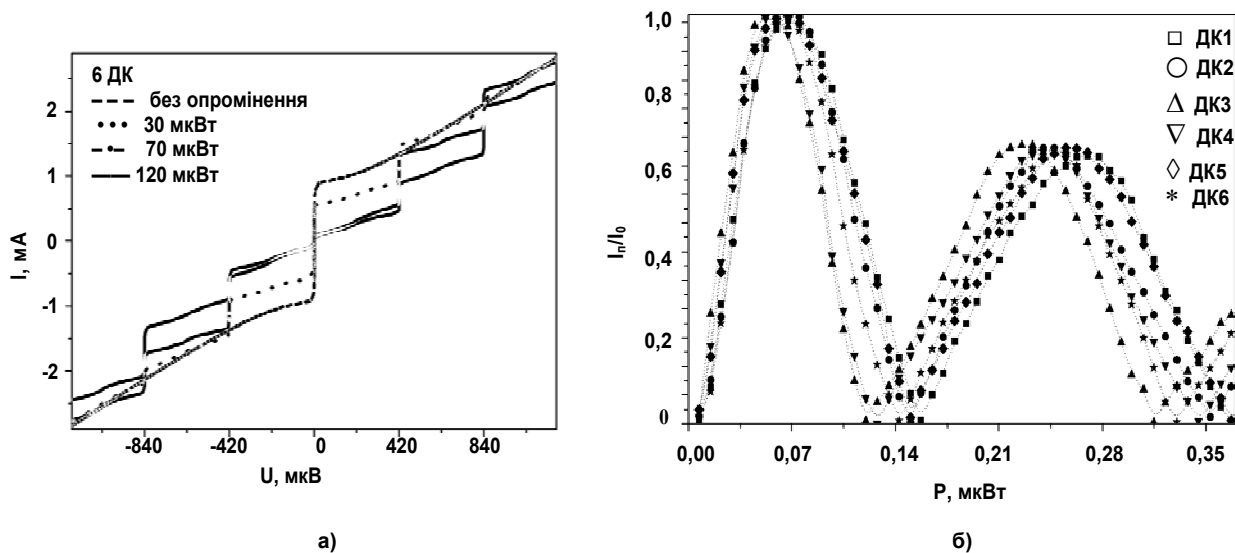 6 ДК
без опромінення
30 мкВт
70 мкВт
120 мкВт
I, мА
2
1
0
-1
-2
-840
-420
0
420
840
U, мкВ
а)
1,0
0,8
0,6
0,4
0,2
0
Iп/I0
ДК1
ДК2
ДК3
ДК4
ДК5
ДК6
0,00
0,07
0,14
0,21
0,28
0,35
P, мкВт
б)